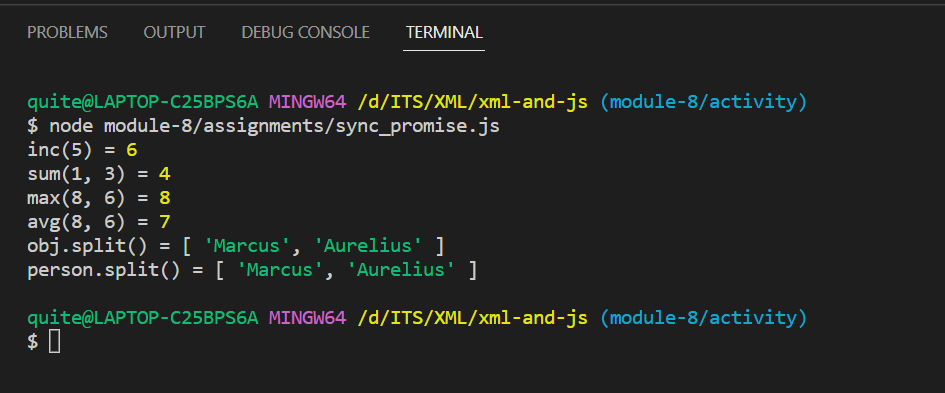 PROBLEMS OUTPUT DEBUG CONSOLE TERMINAL
quite@LAPTOP-C25BPS6A MINGW64 /d/ITS/XML/xml-and-js (module-8/activity)
$ node module-8/assignments/sync_promise.js
inc(5) = 6
sum(1, 3) = 4
max(8, 6) = 8
avg(8, 6) = 7
obj.split() = [ 'Marcus', 'Aurelius' ]
person.split() = [ 'Marcus', 'Aurelius' ]
quite@LAPTOP-C25BPS6A MINGW64 /d/ITS/XML/xml-and-js (module-8/activity)
$